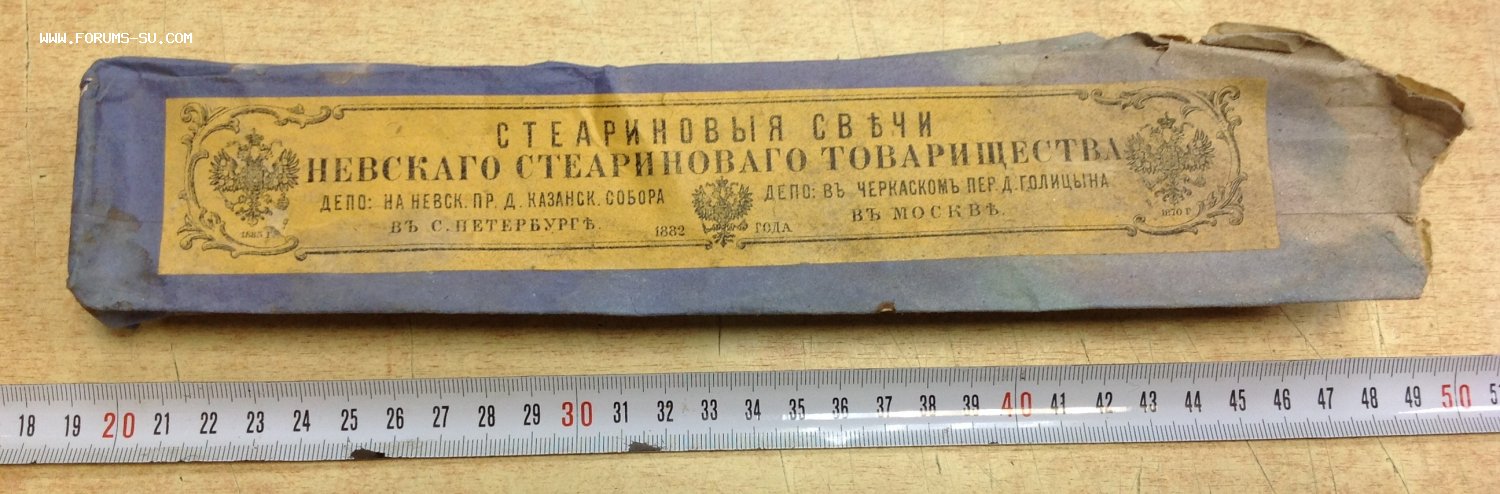 WWW.FORUMS-SU.COM
СТЕАРИНОВЫЯ СВѢЧИ
НЕВСКАГО СТЕАРИНОВАГО ТОВАРИЩЕСТВА
ДЕПО: НА НЕВСК. ПР. Д. КАЗАНСК. СОБОРА
ВЪ С. ПЕТЕРБУРГѢ.
ДЕПО: ВЪ ЧЕРКАСКОМЪ ПЕР. Д. ГОЛИЦЫНА
ВЪ МОСКВѢ.
1882 ГОДА
1870 Г.
18 19 20 21 22 23 24 25 26 27 28 29 30 31 32 33 34 35 36 37 38 39 40 41 42 43 44 45 46 47 48 49 50